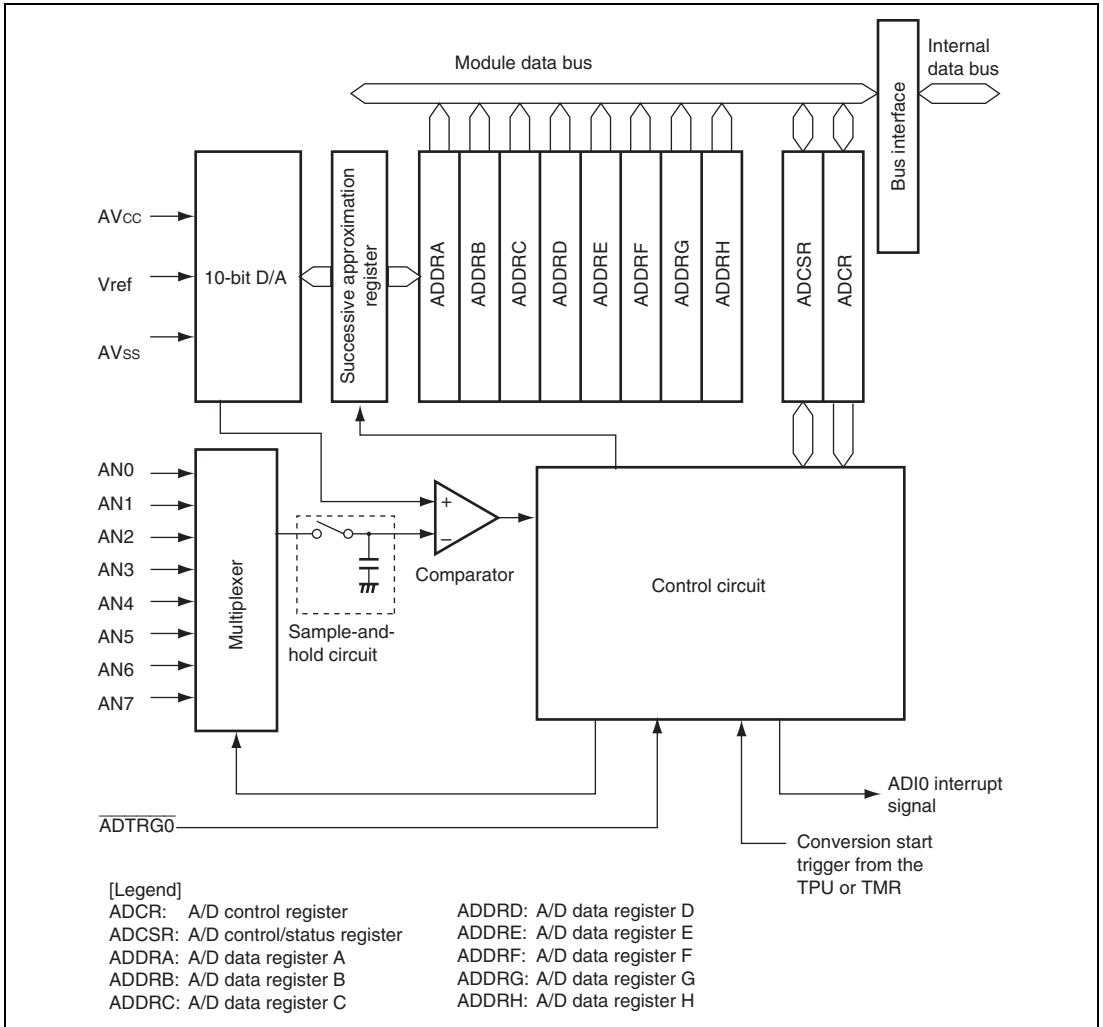 Module data bus
Internal
data bus
Bus interface
AVCC
Vref
AVSS
10-bit D/A
Successive approximation
register
ADDRA
ADDRB
ADDRC
ADDRD
ADDRE
ADDRF
ADDRG
ADDRH
ADCSR
ADCR
AN0
AN1
AN2
AN3
AN4
AN5
AN6
AN7
Multiplexer
+
–
Comparator
Sample-and-
hold circuit
Control circuit
ADI0 interrupt
signal
ADTRG0
Conversion start
trigger from the
TPU or TMR
[Legend]
ADCR: A/D control register
ADCSR: A/D control/status register
ADDRA: A/D data register A
ADDRB: A/D data register B
ADDRC: A/D data register C
ADDRD: A/D data register D
ADDRE: A/D data register E
ADDRF: A/D data register F
ADDRG: A/D data register G
ADDRH: A/D data register H